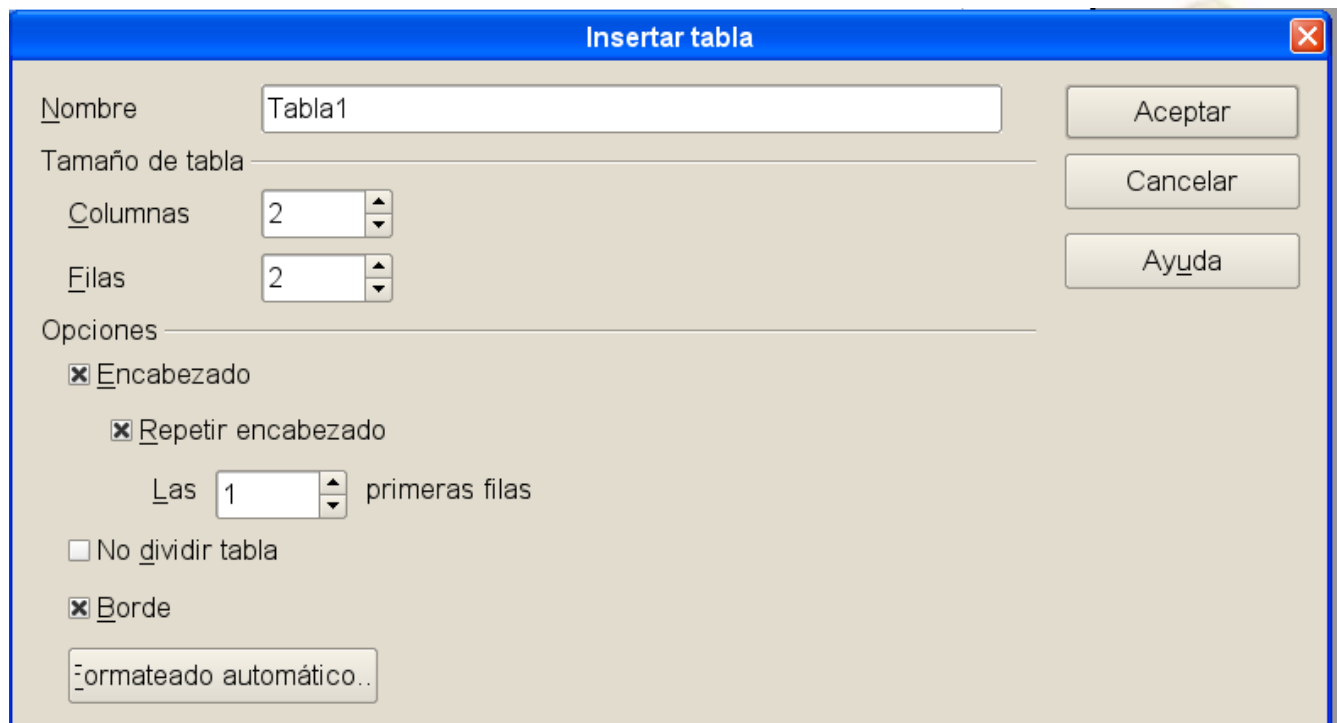 Insertar tabla
Nombre
Tabla1
Aceptar
Tamaño de tabla
Cancelar
Columnas
2
Filas
2
Ayuda
Opciones
Encabezado
Repetir encabezado
Las 1 primeras filas
No dividir tabla
Borde
Formateado automático..